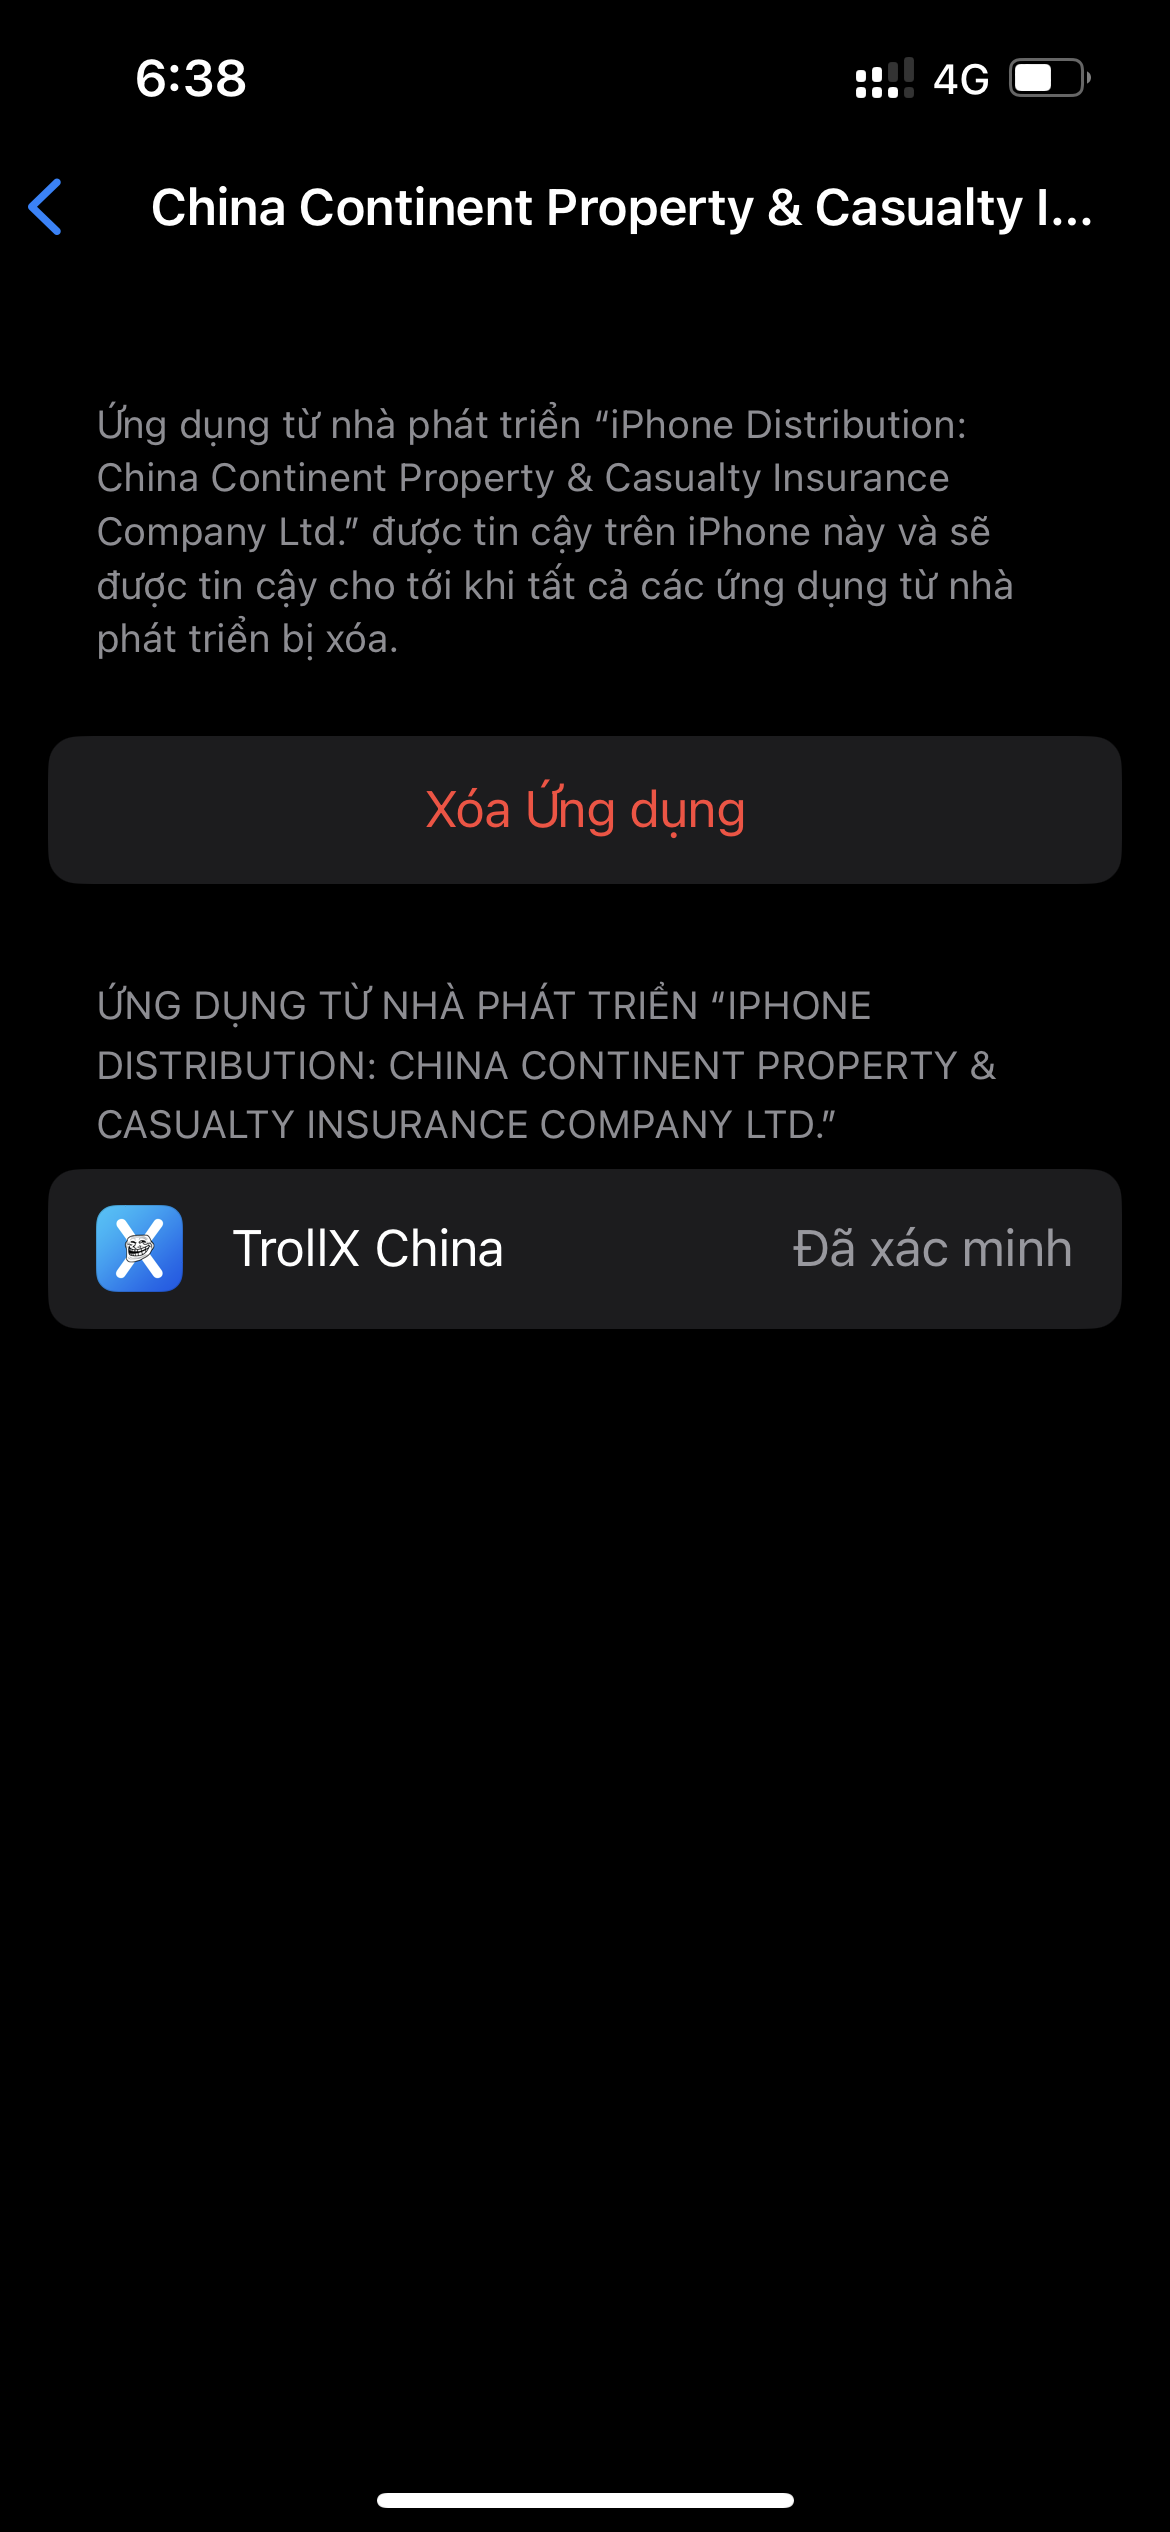 6:38
4G
China Continent Property & Casualty I...
Ứng dụng từ nhà phát triển “iPhone Distribution:
China Continent Property & Casualty Insurance
Company Ltd.” được tin cậy trên iPhone này và sẽ
được tin cậy cho tới khi tất cả các ứng dụng từ nhà
phát triển bị xóa.
Xóa Ứng dụng
ỨNG DỤNG TỪ NHÀ PHÁT TRIỂN “IPHONE
DISTRIBUTION: CHINA CONTINENT PROPERTY &
CASUALTY INSURANCE COMPANY LTD.”
TrollX China
Đã xác minh